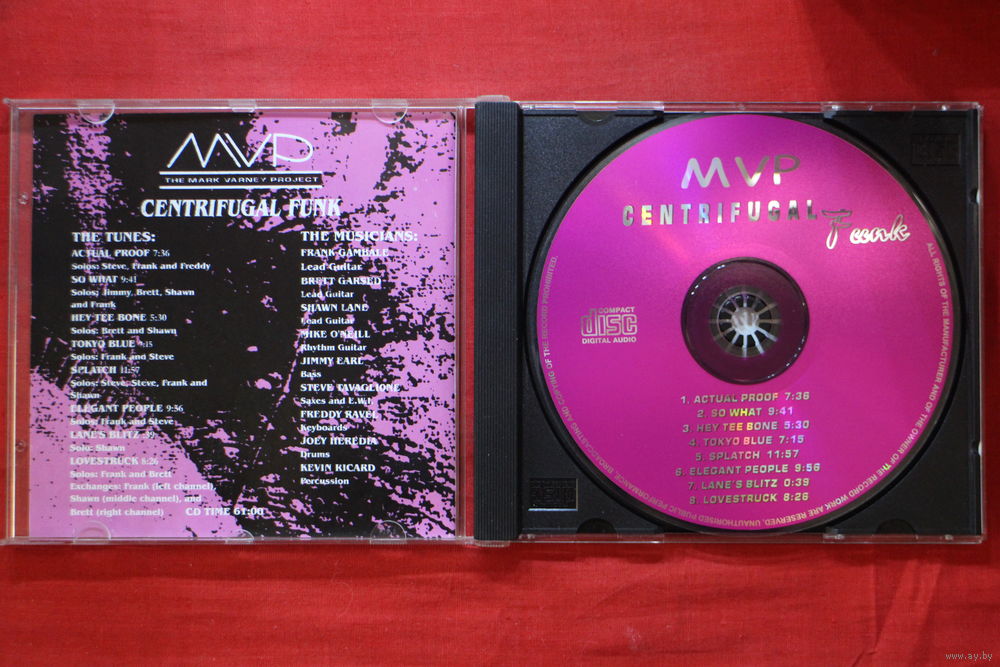 MVP
THE MARK VARNEY PROJECT
CENTRIFUGAL FUNK
THE TUNES:
ACTUAL PROOF 7:36
Solos: Steve, Frank and Freddy
SO WHAT 9:41
Solos: Jimmy, Brett, Shawn
and Frank
HEY TEE BONE 5:30
Solos: Brett and Shawn
TOKYO BLUE 7:15
Solos: Frank and Steve
SPLATCH 11:57
Solos: Steve, Steve, Frank and
Shawn
ELEGANT PEOPLE 9:56
Solos: Frank and Steve
LANE'S BLITZ :39
Solo: Shawn
LOVESTRUCK 8:26
Solos: Frank and Brett
Exchanges: Frank (left channel),
Shawn (middle channel), and
Brett (right channel)
CD TIME 61:00
THE MUSICIANS:
FRANK GAMBALE
Lead Guitar
BRETT GARSED
Lead Guitar
SHAWN LANE
Lead Guitar
MIKE O'NEILL
Rhythm Guitar
JIMMY EARL
Bass
STEVE TAVAGLIONE
Saxes and E.W.I.
FREDDY RAVEL
Keyboards
JOEY HEREDIA
Drums
KEVIN RICARD
Percussion
MVP
CENTRIFUGAL Funk
COMPACT
disc
DIGITAL AUDIO
1. ACTUAL PROOF 7:36
2. SO WHAT 9:41
3. HEY TEE BONE 5:30
4. TOKYO BLUE 7:15
5. SPLATCH 11:57
6. ELEGANT PEOPLE 9:56
7. LANE'S BLITZ 0:39
8. LOVESTRUCK 8:26
ALL RIGHTS OF THE MANUFACTURER AND OF THE OWNER OF THE RECORD WORK ARE RESERVED. UNAUTHORISED PUBLIC PERFORMANCE, BROADCASTING AND COPYING OF THE RECORD PROHIBITED.
www.ay.by